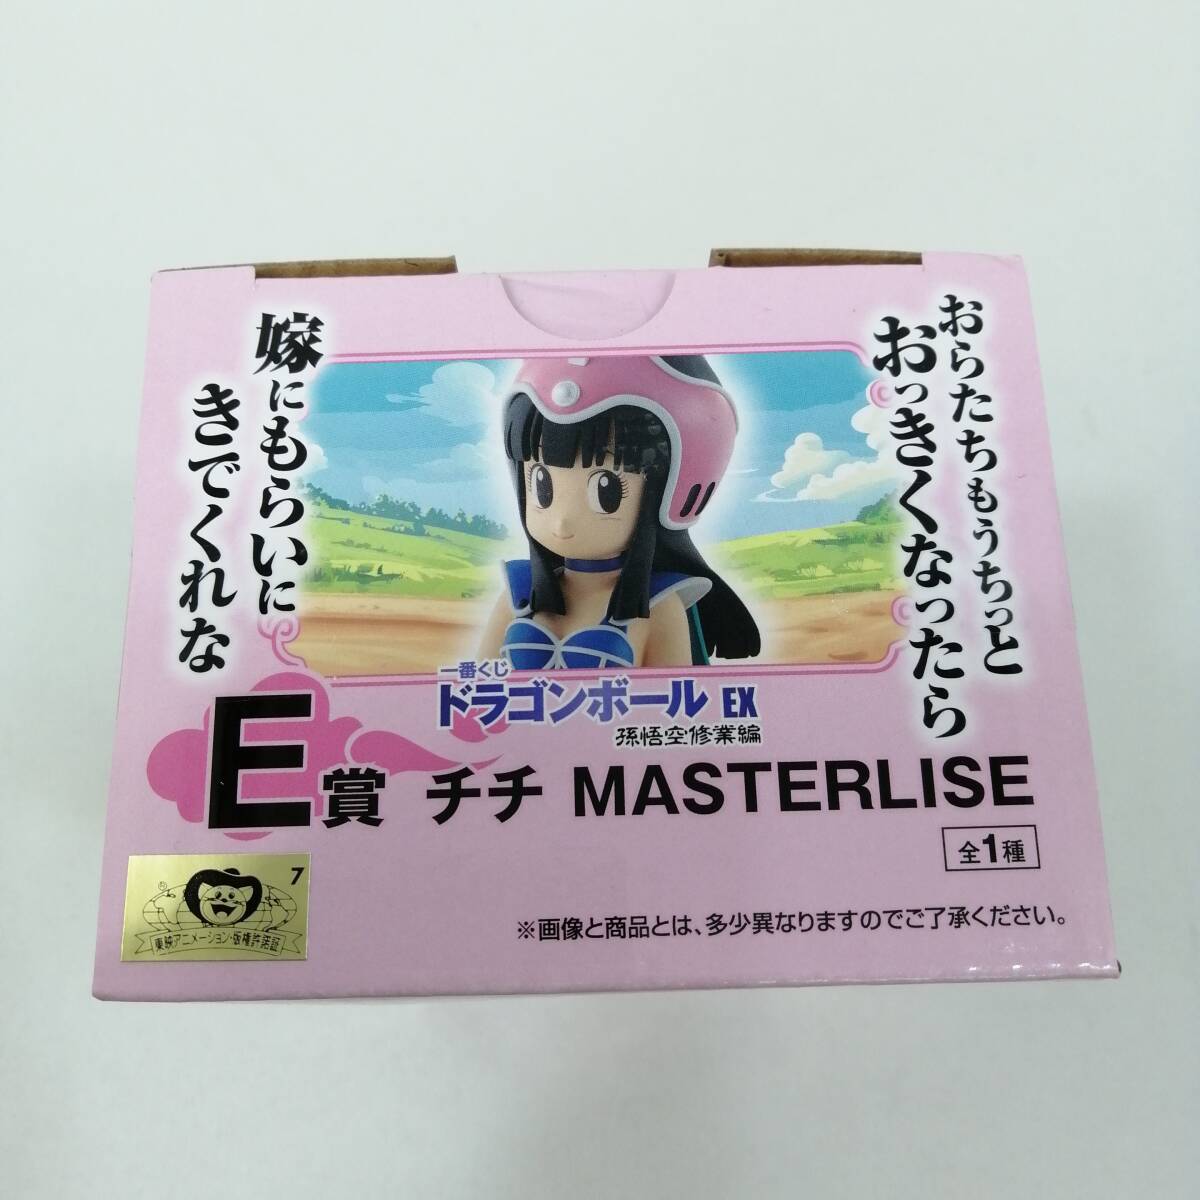 おらたちもうちっと
おっきくなったら
嫁にもらいに
きでくれな
一番くじ
ドラゴンボール EX
孫悟空修業編
E賞 チチ MASTERLISE
全1種
※画像と商品とは、多少異なりますのでご了承ください。
7
東映アニメーション・版権許諾証